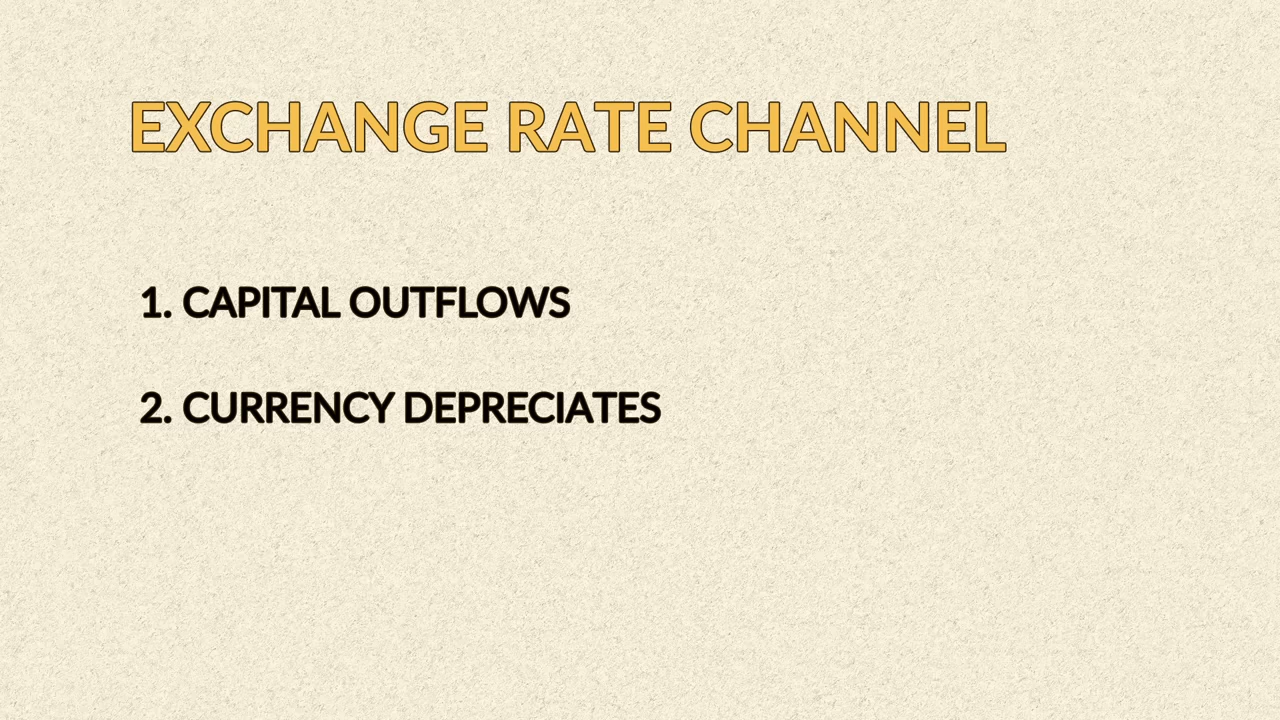 EXCHANGE RATE CHANNEL
1. CAPITAL OUTFLOWS
2. CURRENCY DEPRECIATES